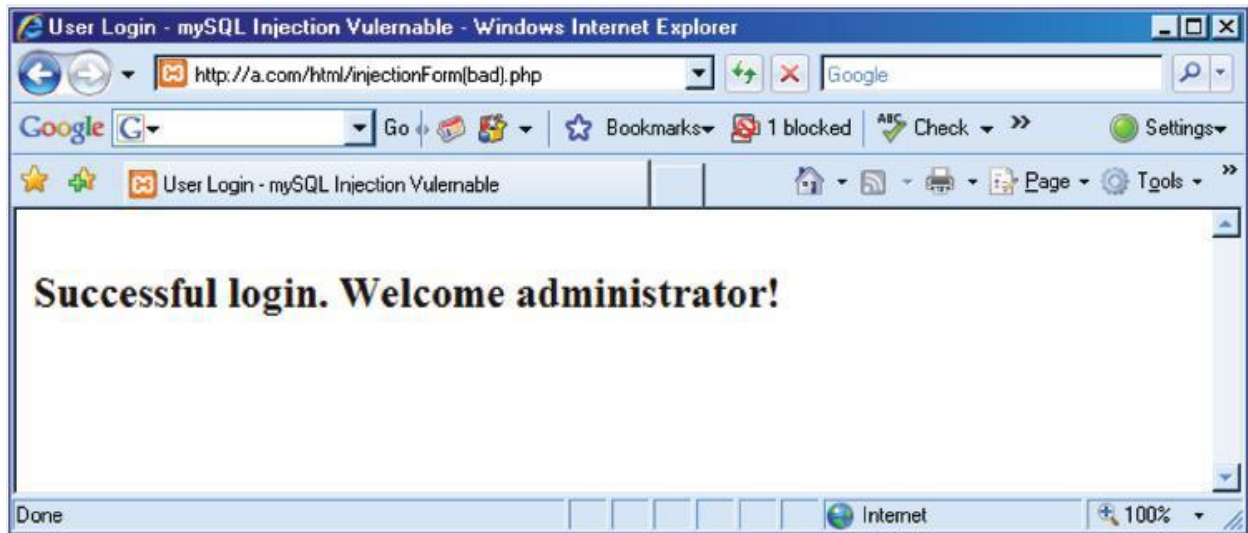 User Login - mySQL Injection Vulernable - Windows Internet Explorer
http://a.com/html/injectionForm(bad).php
Google
Google G Go Bookmarks 1 blocked ABC Check » Settings
User Login - mySQL Injection Vulernable Page Tools »
Successful login. Welcome administrator!
Done Internet 100%